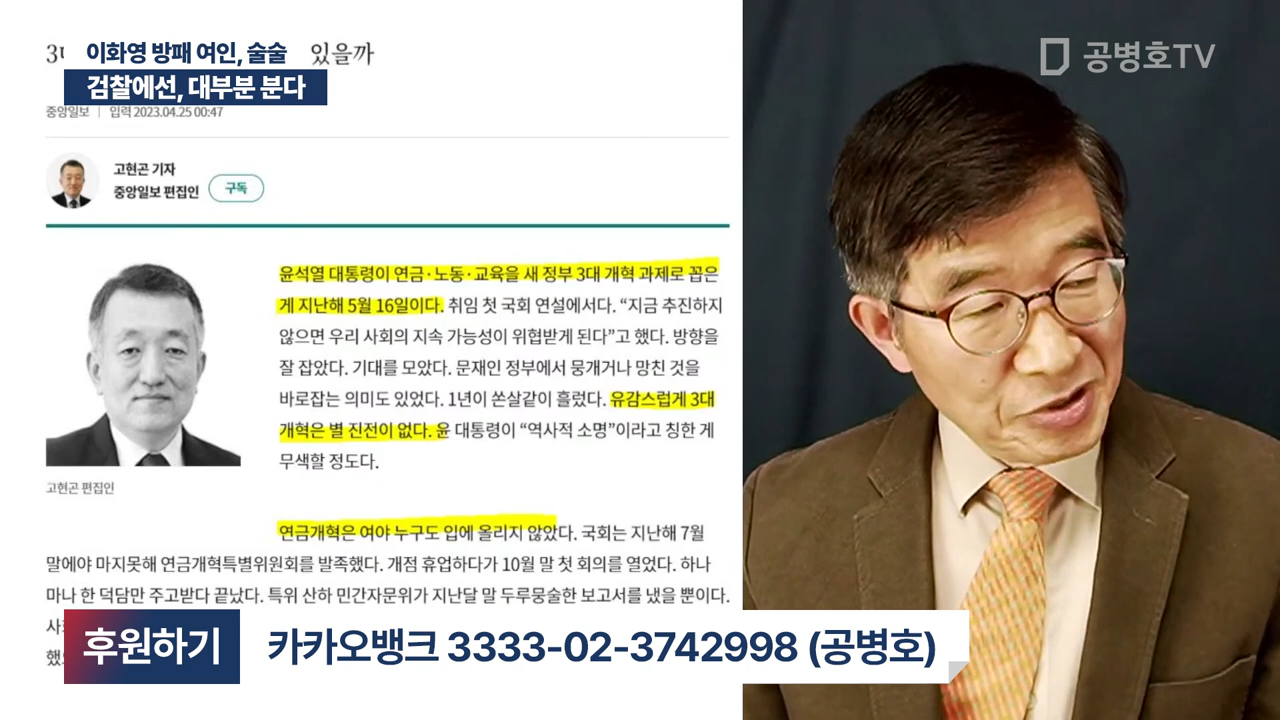 이화영 방패 여인, 술술
검찰에선, 대부분 분다
있을까
중앙일보 | 입력 2023.04.25 00:47
고현곤 기자
중앙일보 편집인
구독
윤석열 대통령이 연금·노동·교육을 새 정부 3대 개혁 과제로 꼽은
게 지난해 5월 16일이다. 취임 첫 국회 연설에서다. “지금 추진하지
않으면 우리 사회의 지속 가능성이 위협받게 된다”고 했다. 방향을
잘 잡았다. 기대를 모았다. 문재인 정부에서 뭉개거나 망친 것을
바로잡는 의미도 있었다. 1년이 쏜살같이 흘렀다. 유감스럽게 3대
개혁은 별 진전이 없다. 윤 대통령이 “역사적 소명”이라고 칭한 게
무색할 정도다.
고현곤 편집인
연금개혁은 여야 누구도 입에 올리지 않았다. 국회는 지난해 7월
말에야 마지못해 연금개혁특별위원회를 발족했다. 개점 휴업하다가 10월 말 첫 회의를 열었다. 하나
마나 한 덕담만 주고받다 끝났다. 특위 산하 민간자문위가 지난달 말 두루뭉술한 보고서를 냈을 뿐이다.
후원하기
카카오뱅크 3333-02-3742998 (공병호)
공병호TV